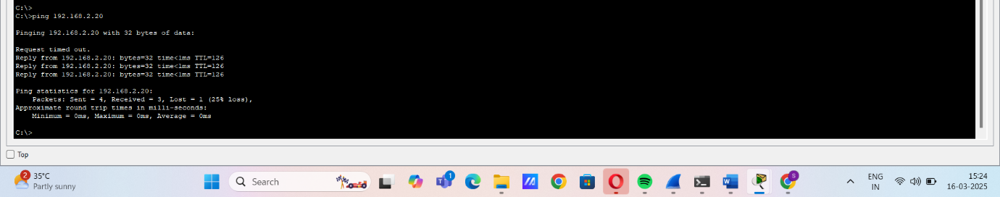 C:\>
C:\>ping 192.168.2.20
Pinging 192.168.2.20 with 32 bytes of data:
Request timed out.
Reply from 192.168.2.20: bytes=32 time<1ms TTL=126
Reply from 192.168.2.20: bytes=32 time<1ms TTL=126
Reply from 192.168.2.20: bytes=32 time<1ms TTL=126
Ping statistics for 192.168.2.20:
Packets: Sent = 4, Received = 3, Lost = 1 (25% loss),
Approximate round trip times in milli-seconds:
Minimum = 0ms, Maximum = 0ms, Average = 0ms
C:\>
Top
2
35°C
Partly sunny
Search
1
S
ENG
IN
15:24
16-03-2025